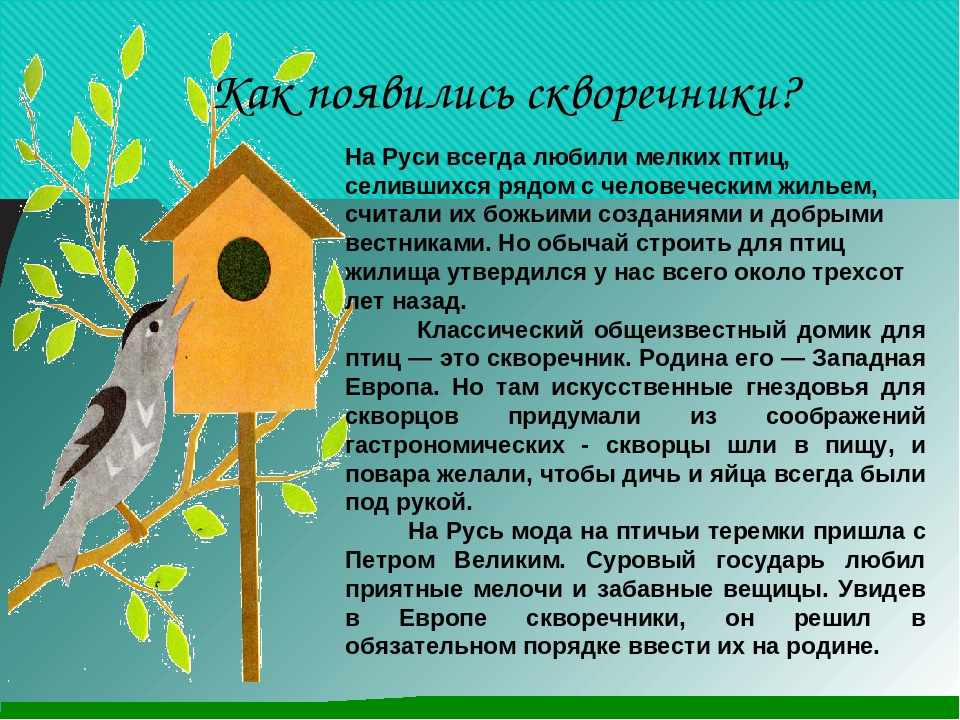 Как появились скворечники?
На Руси всегда любили мелких птиц,
селившихся рядом с человеческим жильем,
считали их божьими созданиями и добрыми
вестниками. Но обычай строить для птиц
жилища утвердился у нас всего около трехсот
лет назад.
Классический общеизвестный домик для
птиц — это скворечник. Родина его — Западная
Европа. Но там искусственные гнездовья для
скворцов придумали из соображений
гастрономических - скворцы шли в пищу, и
повара желали, чтобы дичь и яйца всегда были
под рукой.
На Русь мода на птичьи теремки пришла с
Петром Великим. Суровый государь любил
приятные мелочи и забавные вещицы. Увидев
в Европе скворечники, он решил в
обязательном порядке ввести их на родине.